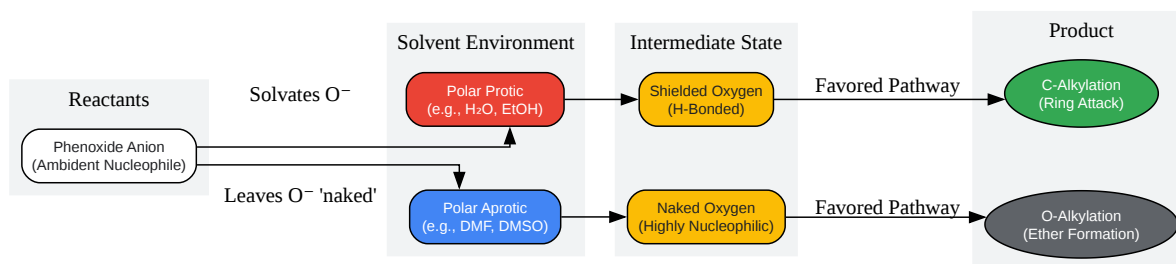 Reactants
Phenoxide Anion
(Ambident Nucleophile)
Solvates O⁻
Leaves O⁻ 'naked'
Solvent Environment
Polar Protic
(e.g., H₂O, EtOH)
Polar Aprotic
(e.g., DMF, DMSO)
Intermediate State
Shielded Oxygen
(H-Bonded)
Naked Oxygen
(Highly Nucleophilic)
Favored Pathway
Favored Pathway
Product
C-Alkylation
(Ring Attack)
O-Alkylation
(Ether Formation)